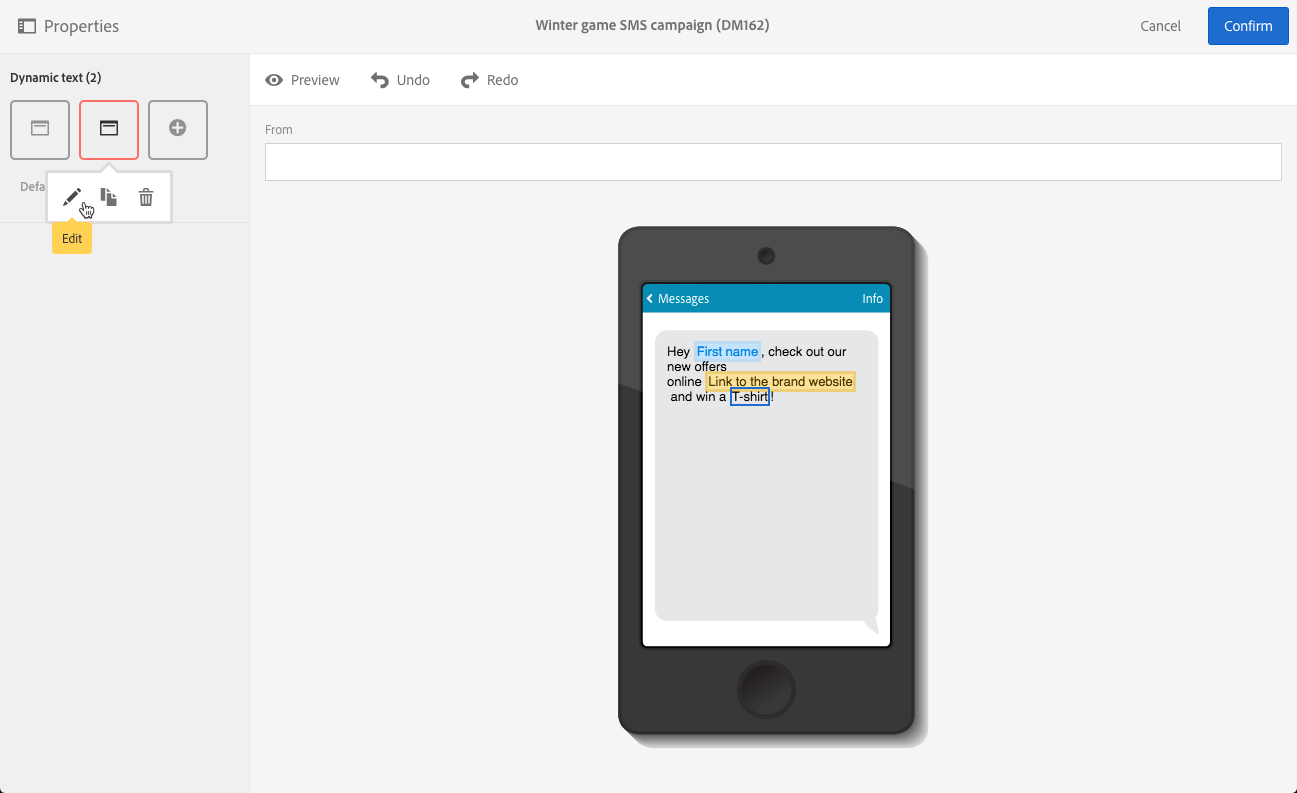 Properties
Winter game SMS campaign (DM162)
Cancel
Confirm
Dynamic text (2)
Preview
Undo
Redo
From
Defa
Edit
Messages
Info
Hey First name , check out our
new offers
online Link to the brand website
and win a T-shirt!